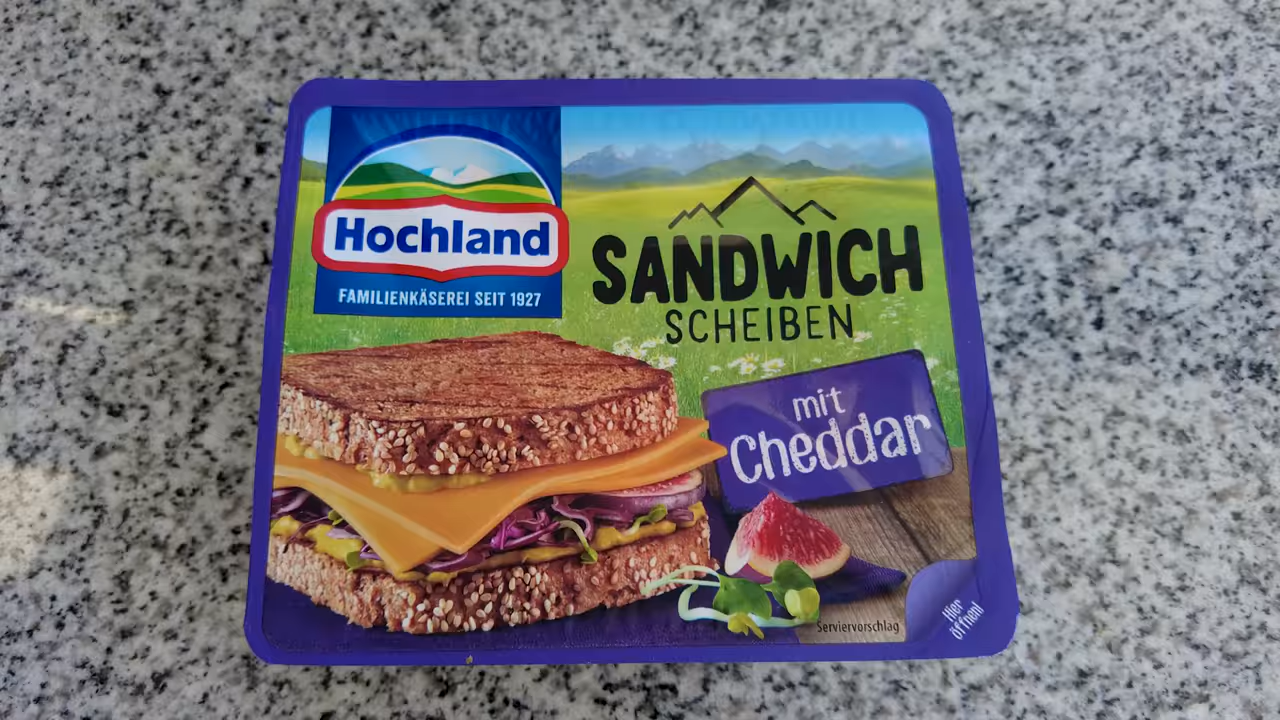 Hochland
FAMILIENKÄSEREI SEIT 1927
SANDWICH
SCHEIBEN
mit
Cheddar
Serviervorschlag
Hier
öffnen!